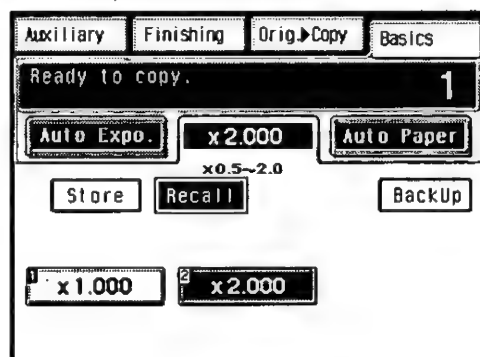 Auxiliary Finishing Orig.▶Copy Basics
Ready to copy. 1
Auto Expo. x2.000 Auto Paper
x0.5~2.0
Store Recall BackUp
1 x1.000 2 x2.000